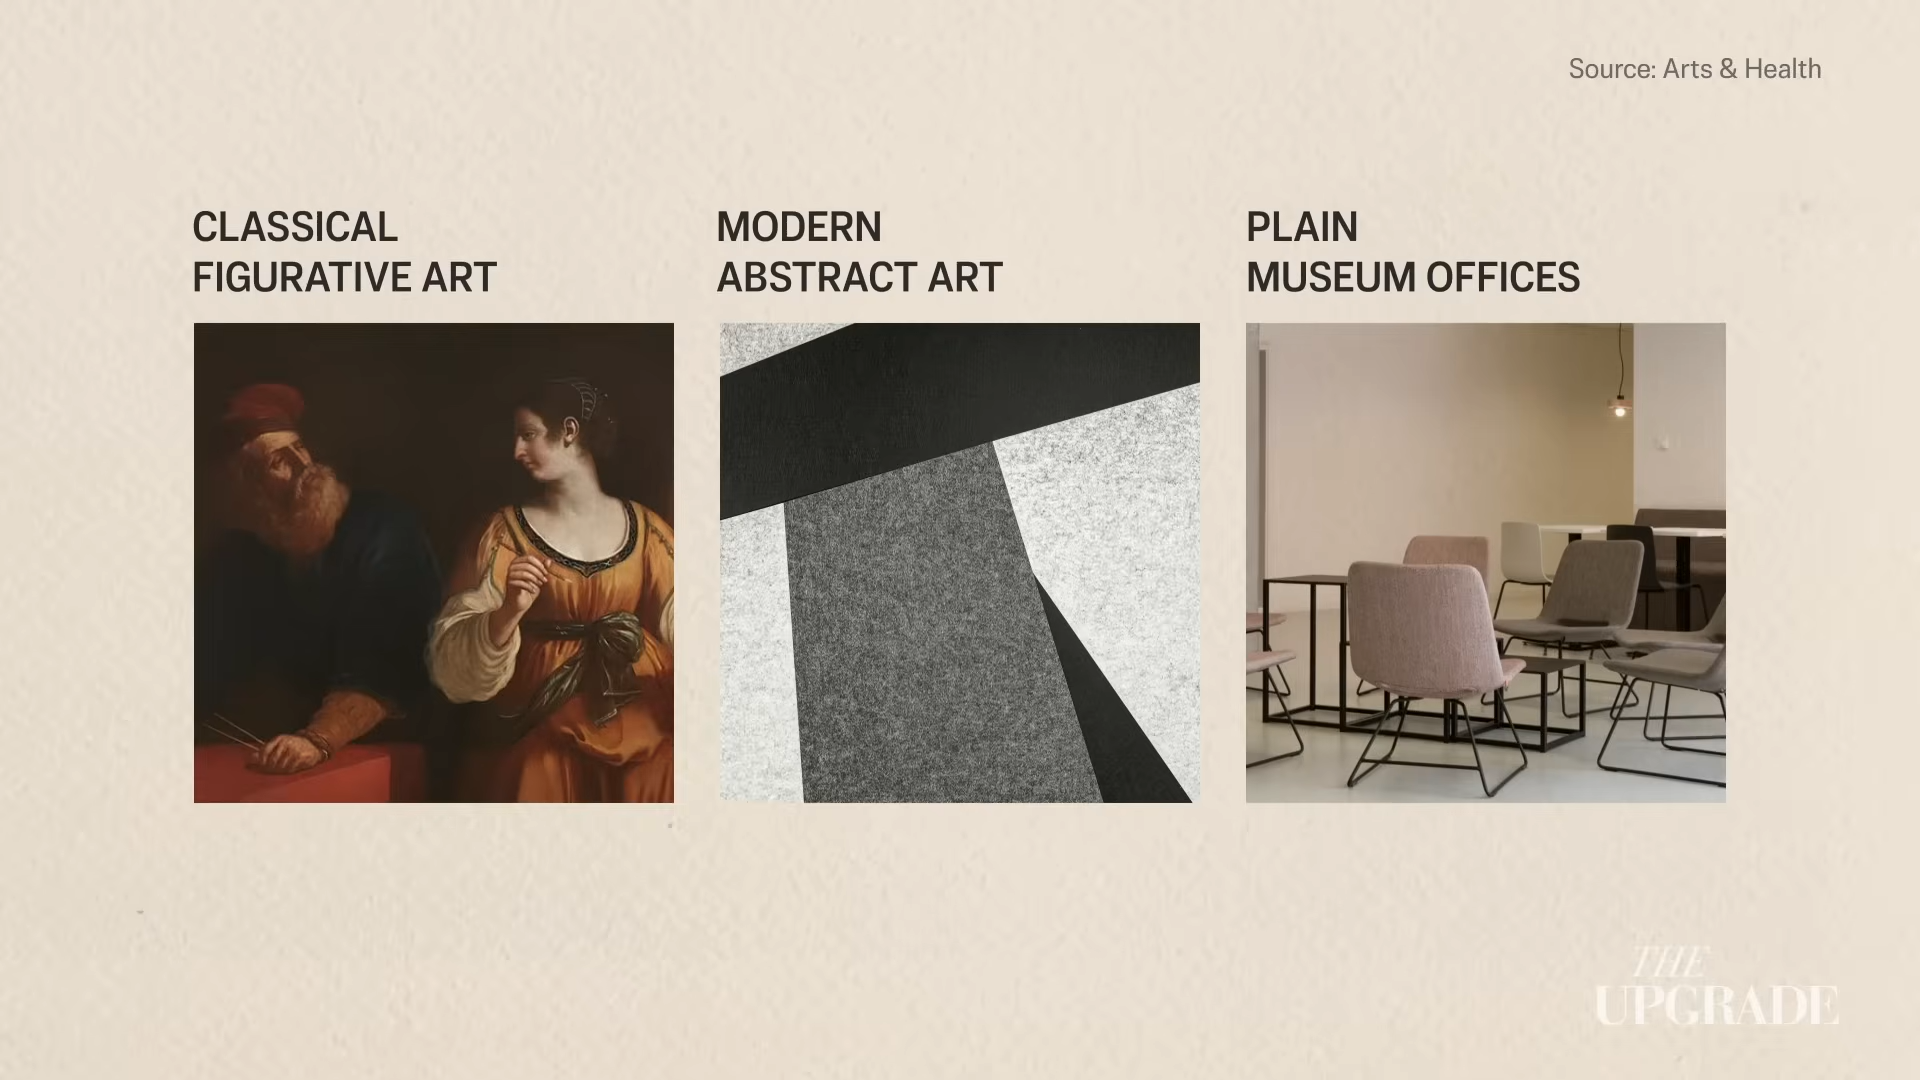 Source: Arts & Health
CLASSICAL
FIGURATIVE ART
MODERN
ABSTRACT ART
PLAIN
MUSEUM OFFICES
THE
UPGRADE